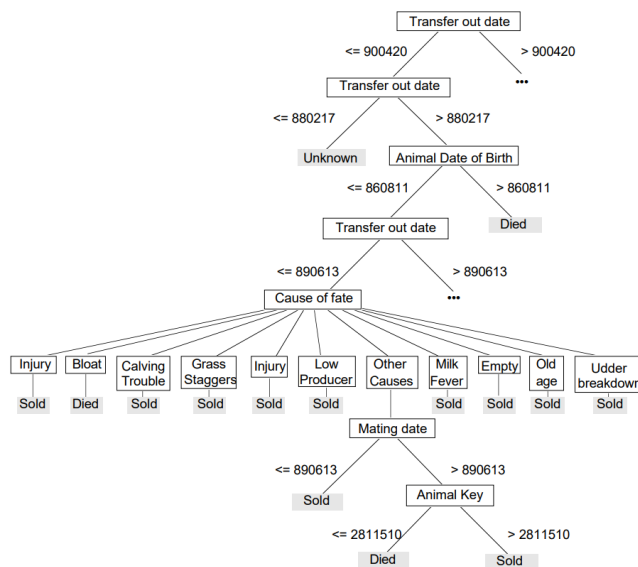 Transfer out date
<= 900420
> 900420
Transfer out date
•••
<= 880217
> 880217
Unknown
Animal Date of Birth
<= 860811
> 860811
Transfer out date
Died
<= 890613
> 890613
Cause of fate
•••
Injury
Bloat
Calving
Trouble
Grass
Staggers
Injury
Low
Producer
Other
Causes
Milk
Fever
Empty
Old
age
Udder
breakdown
Sold
Died
Sold
Sold
Sold
Sold
Sold
Sold
Sold
Sold
Mating date
<= 890613
> 890613
Sold
Animal Key
<= 2811510
> 2811510
Died
Sold